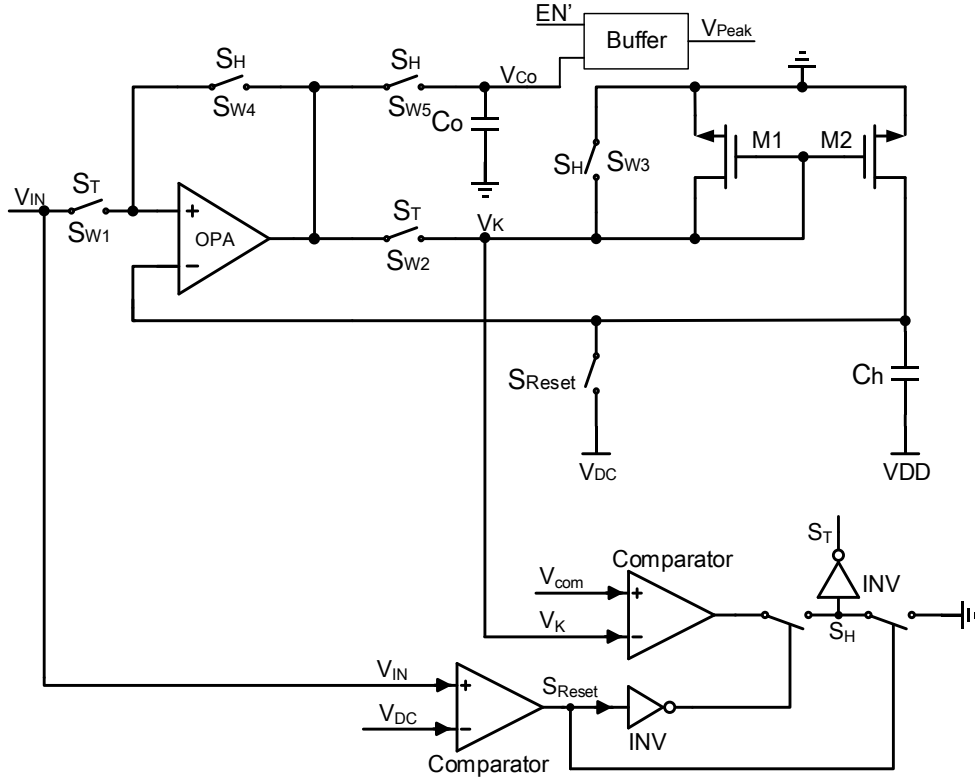 EN'
Buffer
VPeak
SH
SW4
SH
SW5
VCo
Co
SH
SW3
M1
M2
VIN
ST
SW1
+
OPA
−
ST
SW2
VK
SReset
VDC
Ch
VDD
Comparator
Vcom
+
VK
−
ST
INV
SH
VIN
+
VDC
−
Comparator
SReset
INV